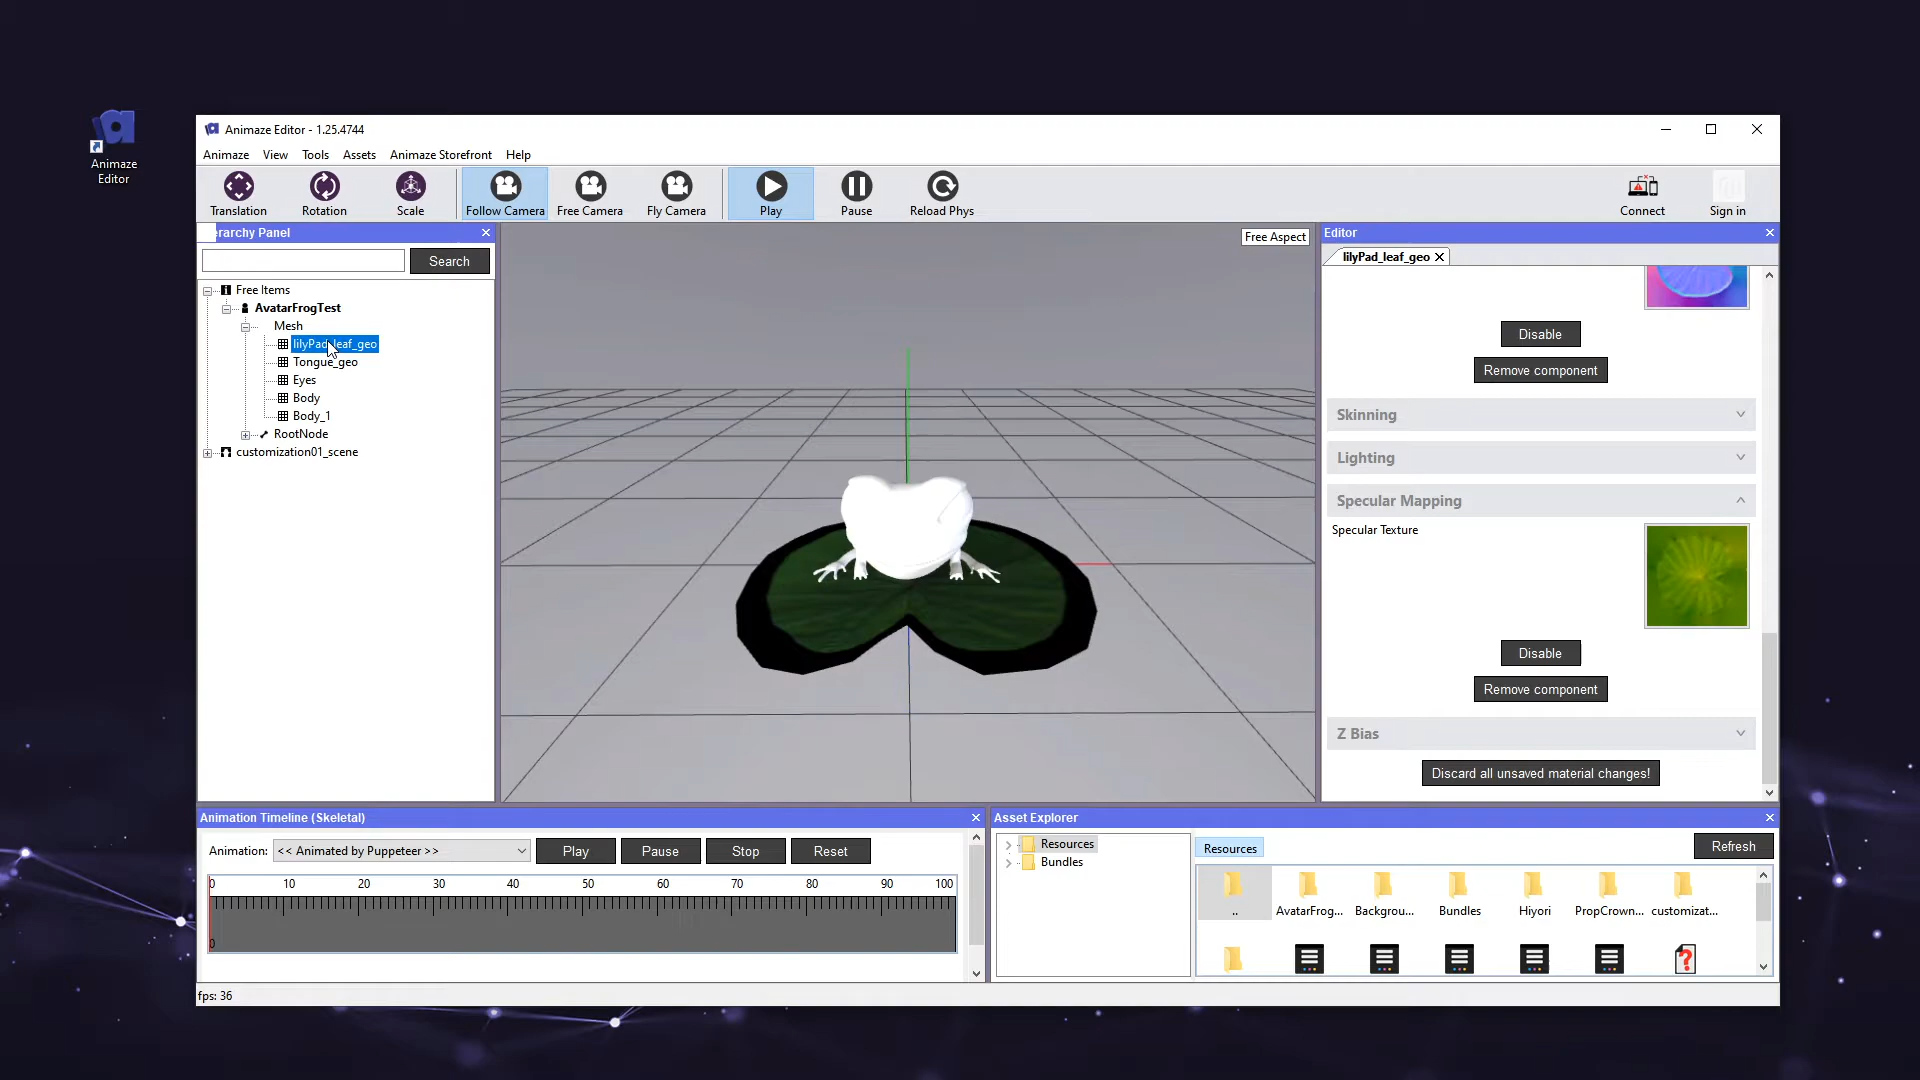 Animaze
Editor
Animaze Editor - 1.25.4744
Animaze View Tools Assets Animaze Storefront Help
Translation Rotation Scale Follow Camera Free Camera Fly Camera Play Pause Reload Phys Connect Sign in
erarchy Panel
Search
Free Items
AvatarFrogTest
Mesh
lilyPad_leaf_geo
Tongue_geo
Eyes
Body
Body_1
RootNode
customization01_scene
Free Aspect
Editor
lilyPad_leaf_geo
Disable
Remove component
Skinning
Lighting
Specular Mapping
Specular Texture
Disable
Remove component
Z Bias
Discard all unsaved material changes!
Animation Timeline (Skeletal)
Animation: << Animated by Puppeteer >> Play Pause Stop Reset
0 10 20 30 40 50 60 70 80 90 100
0
Asset Explorer
Resources
Bundles
Resources Refresh
.. AvatarFrog... Backgrou... Bundles Hiyori PropCrown... customizat...
?
fps: 36